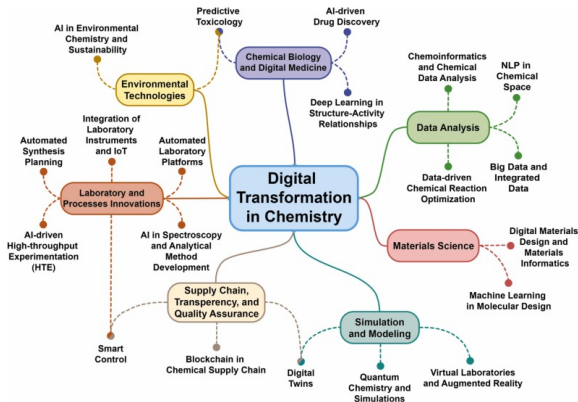 Predictive
Toxicology
AI-driven
Drug Discovery
AI in Environmental
Chemistry and
Sustainability
Chemical Biology
and Digital Medicine
Chemoinformatics
and Chemical
Data Analysis
NLP in
Chemical
Space
Environmental
Technologies
Deep Learning in
Structure-Activity
Relationships
Data Analysis
Integration of
Laboratory
Instruments
and IoT
Automated
Synthesis
Planning
Automated
Laboratory
Platforms
Big Data and
Integrated
Data
Data-driven
Chemical Reaction
Optimization
Digital
Transformation
in Chemistry
Laboratory and
Processes Innovations
AI-driven
High-throughput
Experimentation
(HTE)
AI in Spectroscopy
and Analytical
Method
Development
Materials Science
Digital Materials
Design and Materials
Informatics
Machine Learning
in Molecular Design
Supply Chain,
Transperency, and
Quality Assurance
Simulation
and Modeling
Smart
Control
Blockchain in
Chemical Supply Chain
Digital
Twins
Quantum
Chemistry and
Simulations
Virtual Laboratories
and Augmented Reality